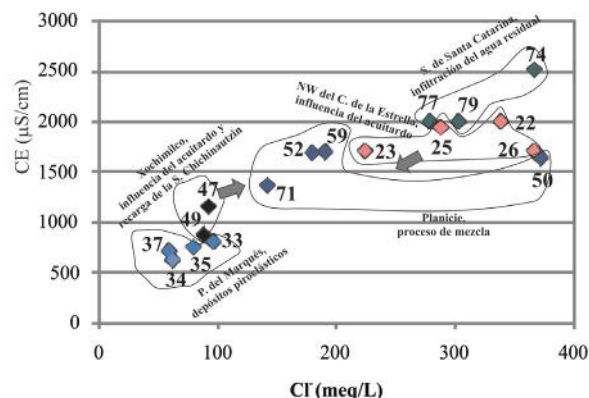 3000
2500
2000
1500
1000
500
0
CE (µS/cm)
0
100
200
300
400
Cl⁻ (meq/L)
S. de Santa Catarina,
infiltración del agua residual
74
77
79
22
NW del C. de la Estrella,
influencia del acuitardo
23
25
26
50
52
59
71
Planicie,
proceso de mezcla
Xochimilco,
influencia del acuitardo y
recarga de la S. Chichinautzin
47
49
37
34
35
33
P. del Marqués,
depósitos piroclásticos